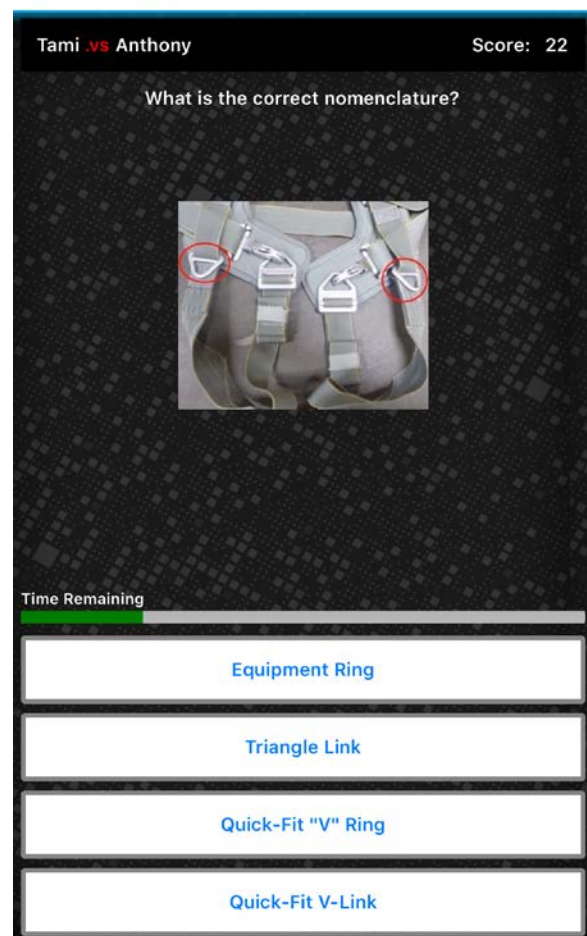 Tami .vs Anthony Score: 22
What is the correct nomenclature?
Time Remaining
Equipment Ring
Triangle Link
Quick-Fit "V" Ring
Quick-Fit V-Link